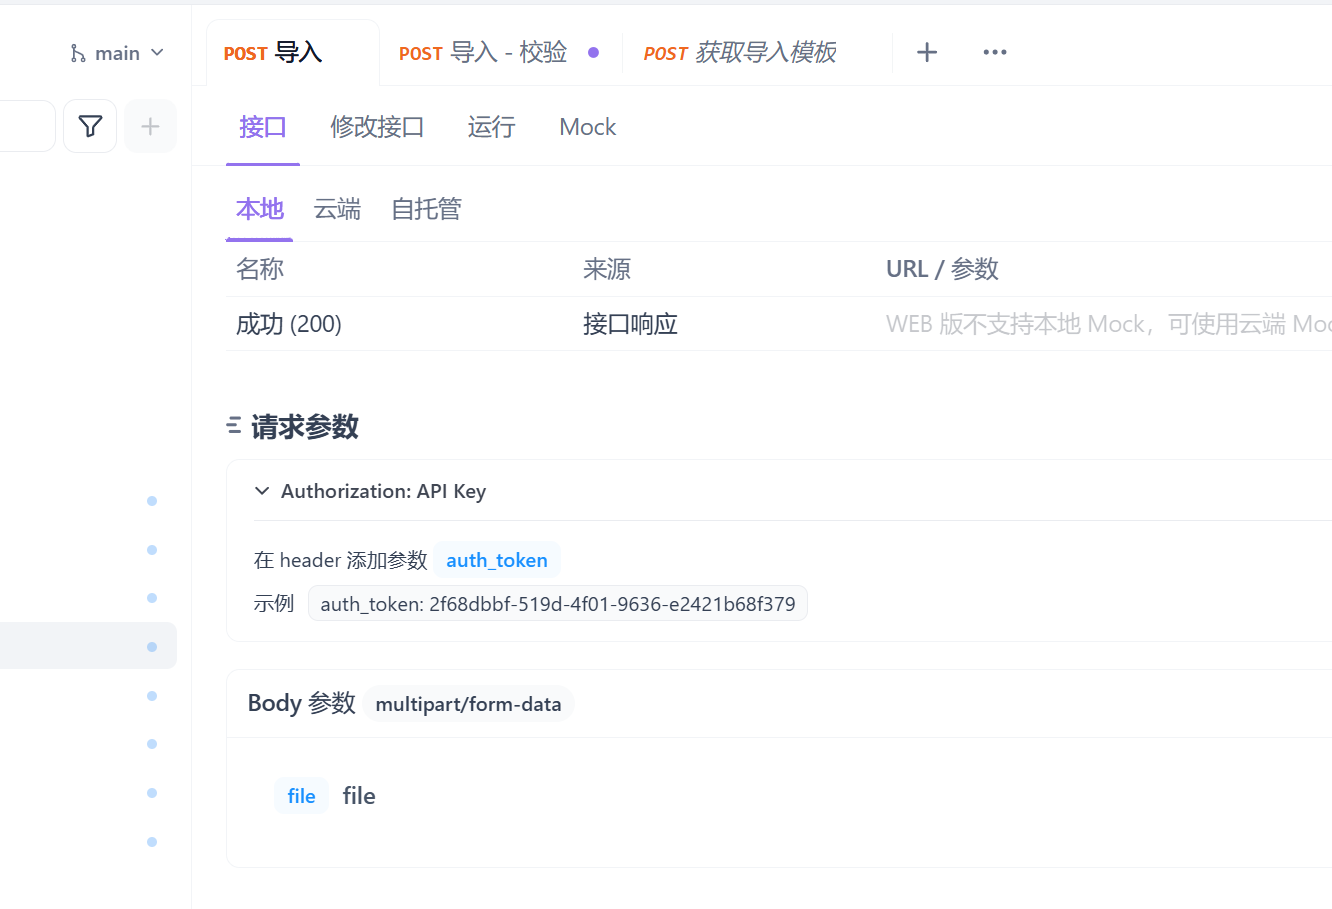 main
POST 导入
POST 导入 - 校验
POST 获取导入模板
接口 修改接口 运行 Mock
本地 云端 自托管
名称 来源 URL / 参数
成功 (200) 接口响应 WEB 版不支持本地 Mock，可使用云端 Moc
请求参数
Authorization: API Key
在 header 添加参数 auth_token
示例 auth_token: 2f68dbbf-519d-4f01-9636-e2421b68f379
Body 参数 multipart/form-data
file file